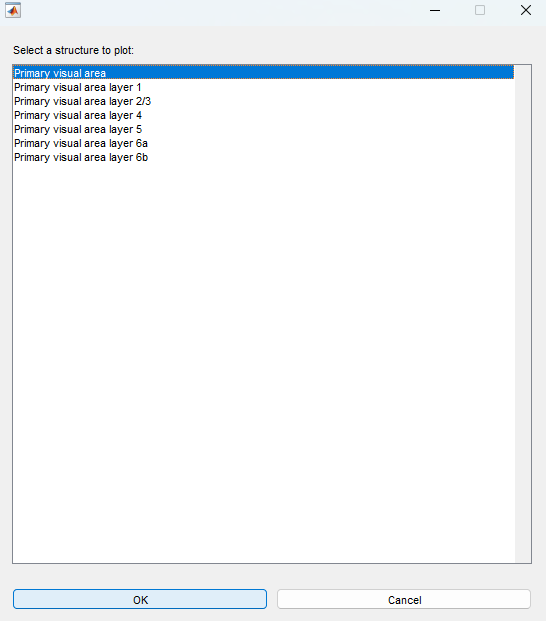 Select a structure to plot:
Primary visual area
Primary visual area layer 1
Primary visual area layer 2/3
Primary visual area layer 4
Primary visual area layer 5
Primary visual area layer 6a
Primary visual area layer 6b
OK
Cancel